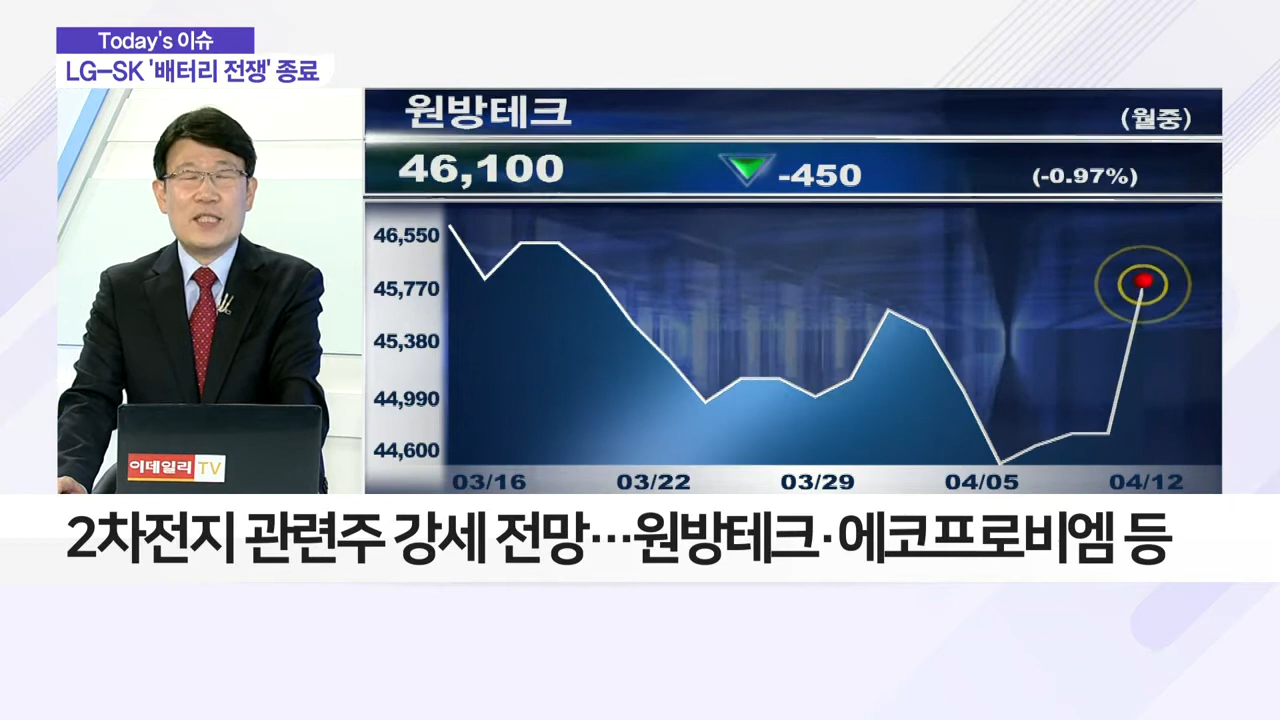 Today's 이슈
LG-SK '배터리 전쟁' 종료
원방테크
(월중)
46,100 ▼ -450 (-0.97%)
46,550
45,770
45,380
44,990
44,600
03/16 03/22 03/29 04/05 04/12
이데일리 TV
2차전지 관련주 강세 전망…원방테크·에코프로비엠 등